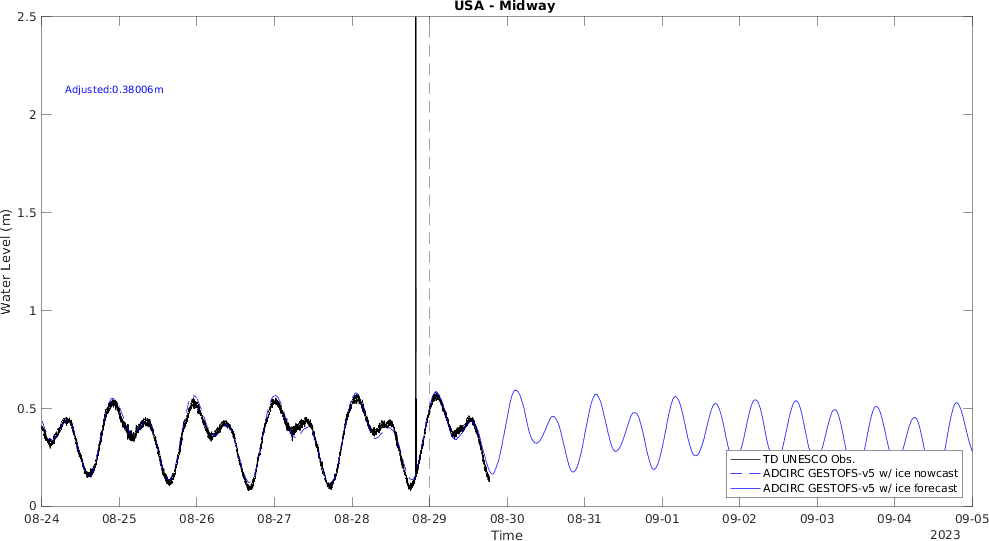 USA - Midway
Adjusted:0.38006m
Water Level (m)
2.5
2
1.5
1
0.5
0
TD UNESCO Obs.
ADCIRC GESTOFS-v5 w/ ice nowcast
ADCIRC GESTOFS-v5 w/ ice forecast
08-24 08-25 08-26 08-27 08-28 08-29 08-30 08-31 09-01 09-02 09-03 09-04 09-05
Time
2023